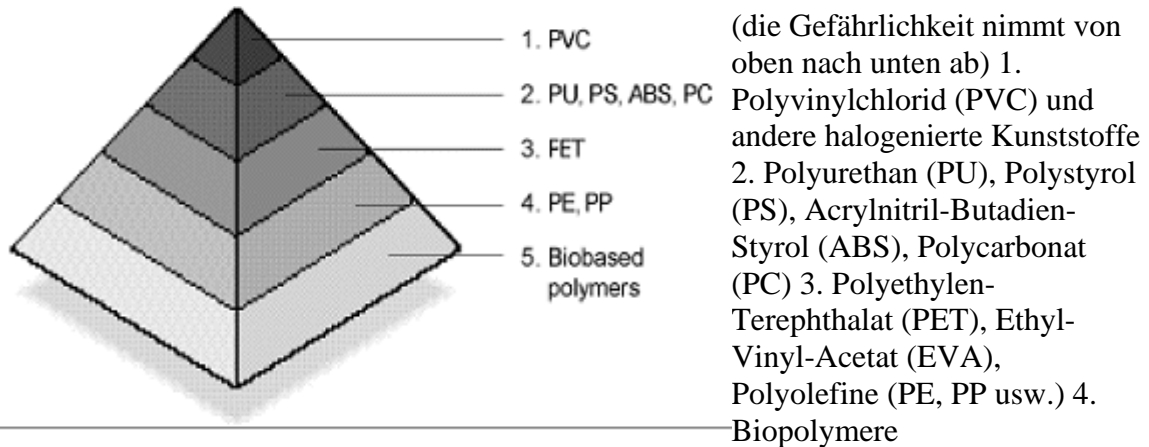 1. PVC
2. PU, PS, ABS, PC
3. FET
4. PE, PP
5. Biobased
polymers
(die Gefährlichkeit nimmt von
oben nach unten ab) 1.
Polyvinylchlorid (PVC) und
andere halogenierte Kunststoffe
2. Polyurethan (PU), Polystyrol
(PS), Acrylnitril-Butadien-
Styrol (ABS), Polycarbonat
(PC) 3. Polyethylen-
Terephthalat (PET), Ethyl-
Vinyl-Acetat (EVA),
Polyolefine (PE, PP usw.) 4.
Biopolymere